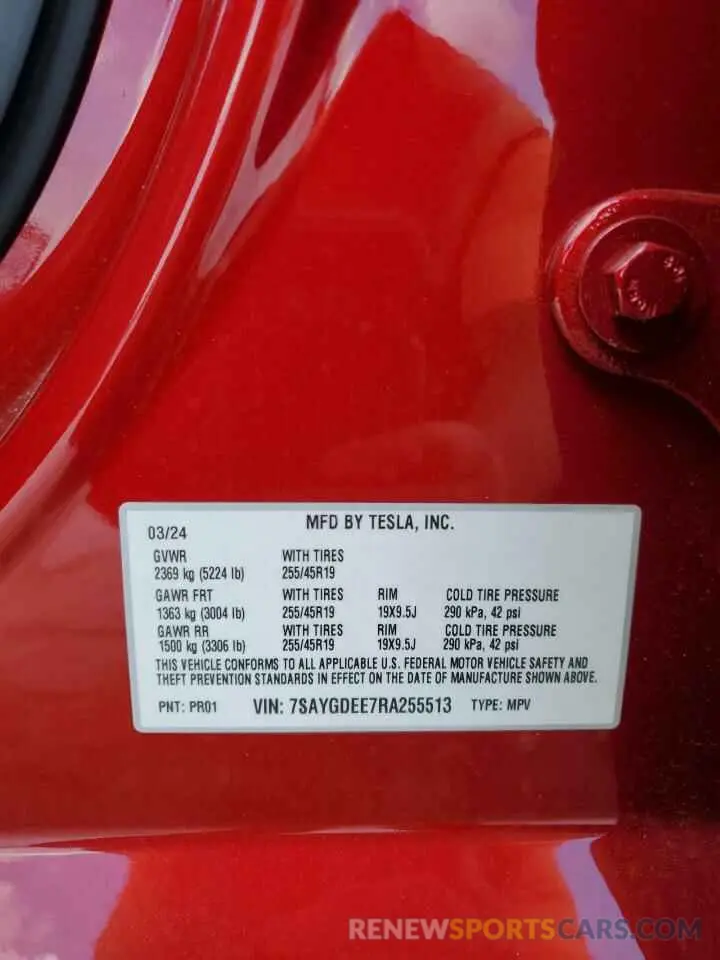 MFD BY TESLA, INC.
03/24
GVWR WITH TIRES
2369 kg (5224 lb) 255/45R19
GAWR FRT WITH TIRES RIM COLD TIRE PRESSURE
1363 kg (3004 lb) 255/45R19 19X9.5J 290 kPa, 42 psi
GAWR RR WITH TIRES RIM COLD TIRE PRESSURE
1500 kg (3306 lb) 255/45R19 19X9.5J 290 kPa, 42 psi
THIS VEHICLE CONFORMS TO ALL APPLICABLE U.S. FEDERAL MOTOR VEHICLE SAFETY AND
THEFT PREVENTION STANDARDS IN EFFECT ON THE DATE OF MANUFACTURE SHOWN ABOVE.
PNT: PR01 VIN: 7SAYGDEE7RA255513 TYPE: MPV
RENEWSPORTSCARS.COM